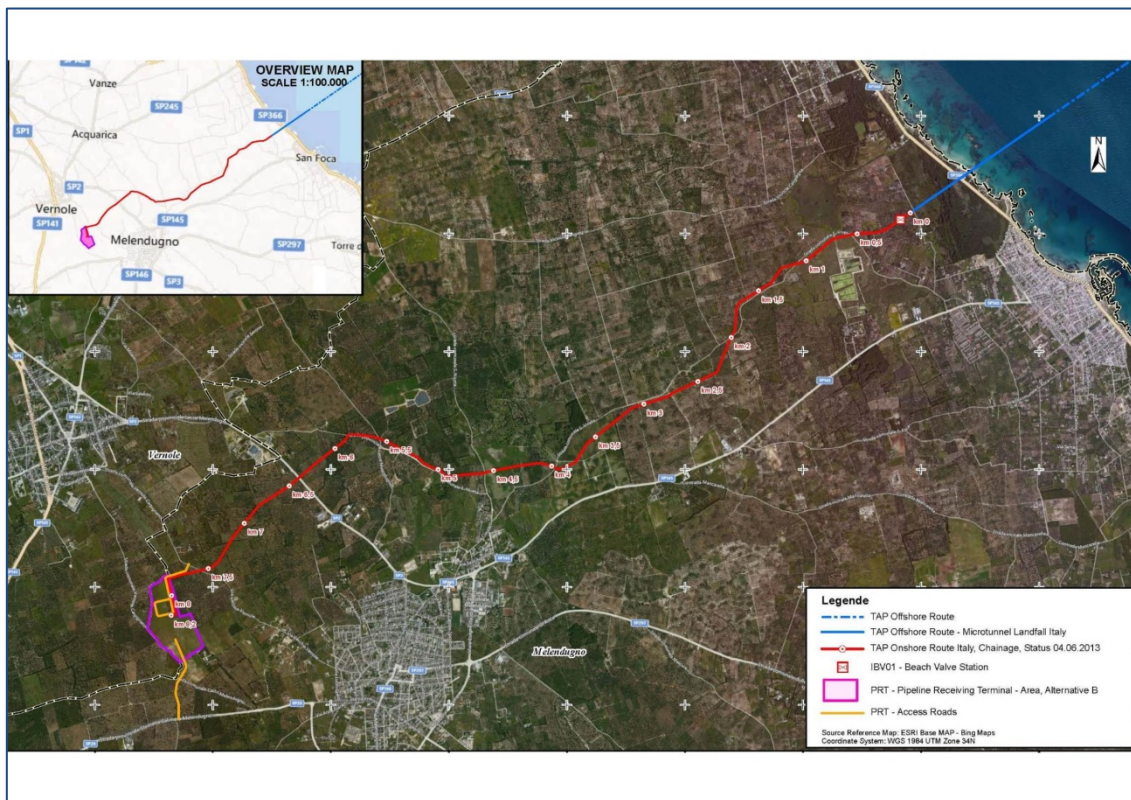 OVERVIEW MAP
SCALE 1:100.000
Vanze
SP245
SP366
SP1
Acquarica
San Foca
SP2
Vernole
SP145
SP141
Melendugno
SP297
Torre d
SP146
SP3
N
km 0
km 0,5
km 1
km 1,5
km 2
km 2,5
km 3
km 3,5
km 4
km 4,5
km 5
km 5,5
km 6
km 6,5
km 7
km 7,5
km 8
km 8,2
Vernole
Melendugno
Legende
TAP Offshore Route
TAP Offshore Route - Microtunnel Landfall Italy
TAP Onshore Route Italy, Chainage, Status 04.06.2013
IBV01 - Beach Valve Station
PRT - Pipeline Receiving Terminal - Area, Alternative B
PRT - Access Roads
Source Reference Map: ESRI Base MAP - Bing Maps
Coordinate System: WGS 1984 UTM Zone 34N